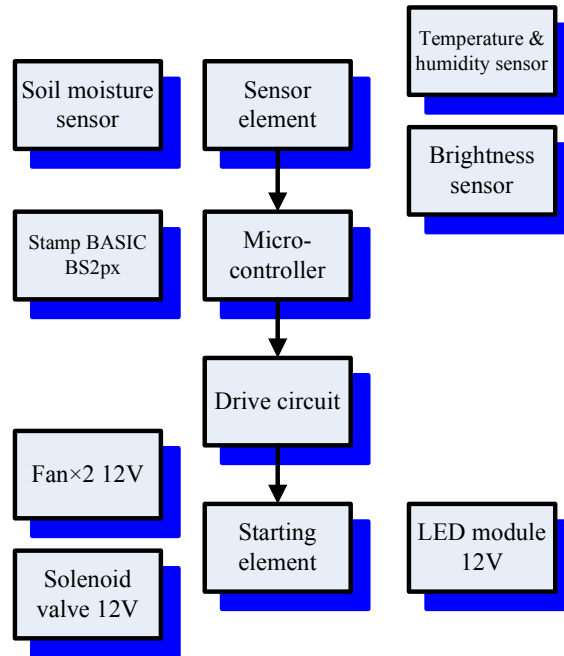 Temperature &
humidity sensor
Soil moisture
sensor
Sensor
element
Brightness
sensor
Stamp BASIC
BS2px
Micro-
controller
Drive circuit
Fan×2 12V
Starting
element
LED module
12V
Solenoid
valve 12V